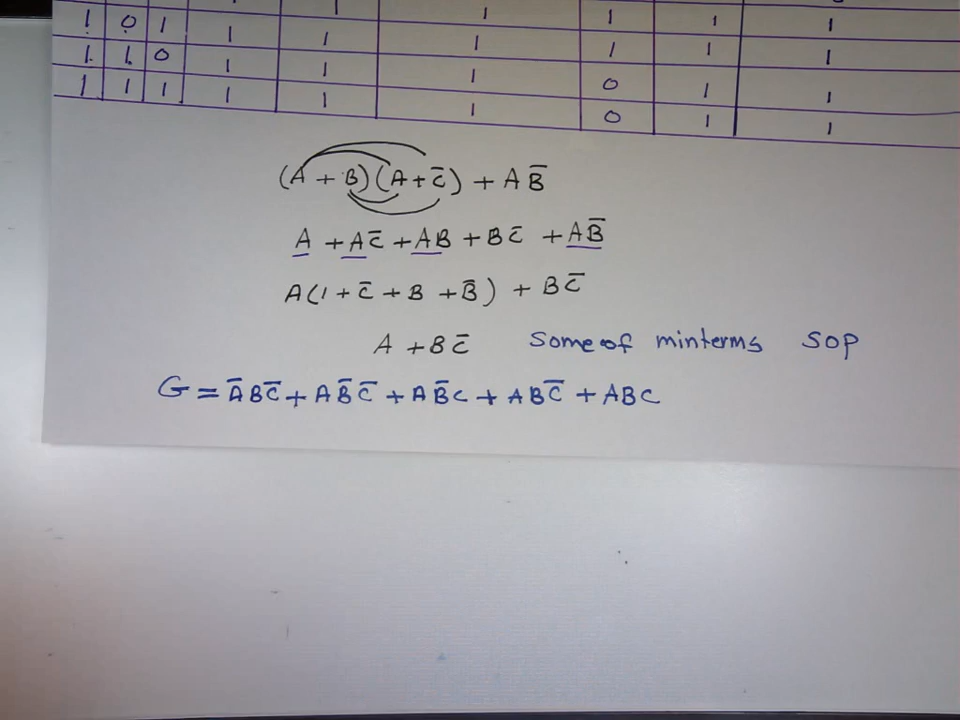 1 0 1 1 1 1 1 1 1
1 1 0 1 1 1 1 1 1
1 1 1 1 1 1 0 1 1
1 0 1 1
(A + B)(A + C̅) + A B̅
A + AC̅ + AB + BC̅ + AB̅
A(1 + C̅ + B + B̅) + BC̅
A + BC̅ Some of minterms SOP
G = A̅BC̅ + AB̅C̅ + AB̅C + ABC̅ + ABC